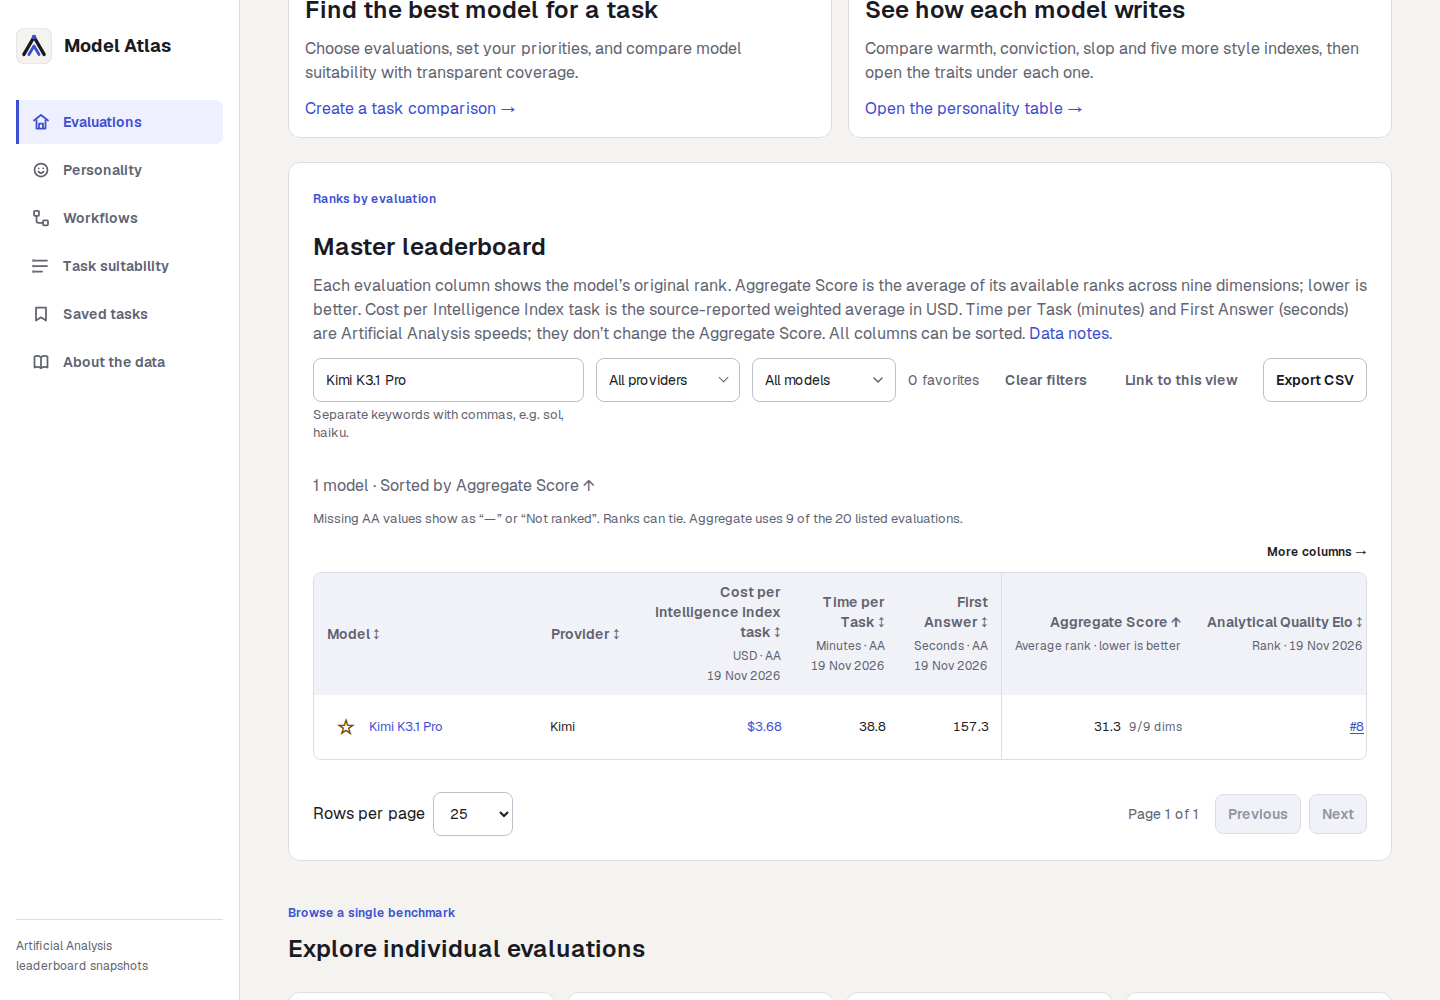 Model Atlas
Evaluations
Personality
Workflows
Task suitability
Saved tasks
About the data
Artificial Analysis
leaderboard snapshots
Find the best model for a task
Choose evaluations, set your priorities, and compare model
suitability with transparent coverage.
Create a task comparison →
See how each model writes
Compare warmth, conviction, slop and five more style indexes, then
open the traits under each one.
Open the personality table →
Ranks by evaluation
Master leaderboard
Each evaluation column shows the model’s original rank. Aggregate Score is the average of its available ranks across nine dimensions; lower is
better. Cost per Intelligence Index task is the source-reported weighted average in USD. Time per Task (minutes) and First Answer (seconds)
are Artificial Analysis speeds; they don’t change the Aggregate Score. All columns can be sorted. Data notes.
Kimi K3.1 Pro
All providers
All models
0 favorites
Clear filters
Link to this view
Export CSV
Separate keywords with commas, e.g. sol,
haiku.
1 model · Sorted by Aggregate Score ↑
Missing AA values show as “—” or “Not ranked”. Ranks can tie. Aggregate uses 9 of the 20 listed evaluations.
More columns →
Model ↕
Provider ↕
Cost per
Intelligence Index
task ↕
USD · AA
19 Nov 2026
Time per
Task ↕
Minutes · AA
19 Nov 2026
First
Answer ↕
Seconds · AA
19 Nov 2026
Aggregate Score ↑
Average rank · lower is better
Analytical Quality Elo ↕
Rank · 19 Nov 2026
Kimi K3.1 Pro
Kimi
$3.68
38.8
157.3
31.3 9/9 dims
#8
Rows per page
25
Page 1 of 1
Previous
Next
Browse a single benchmark
Explore individual evaluations